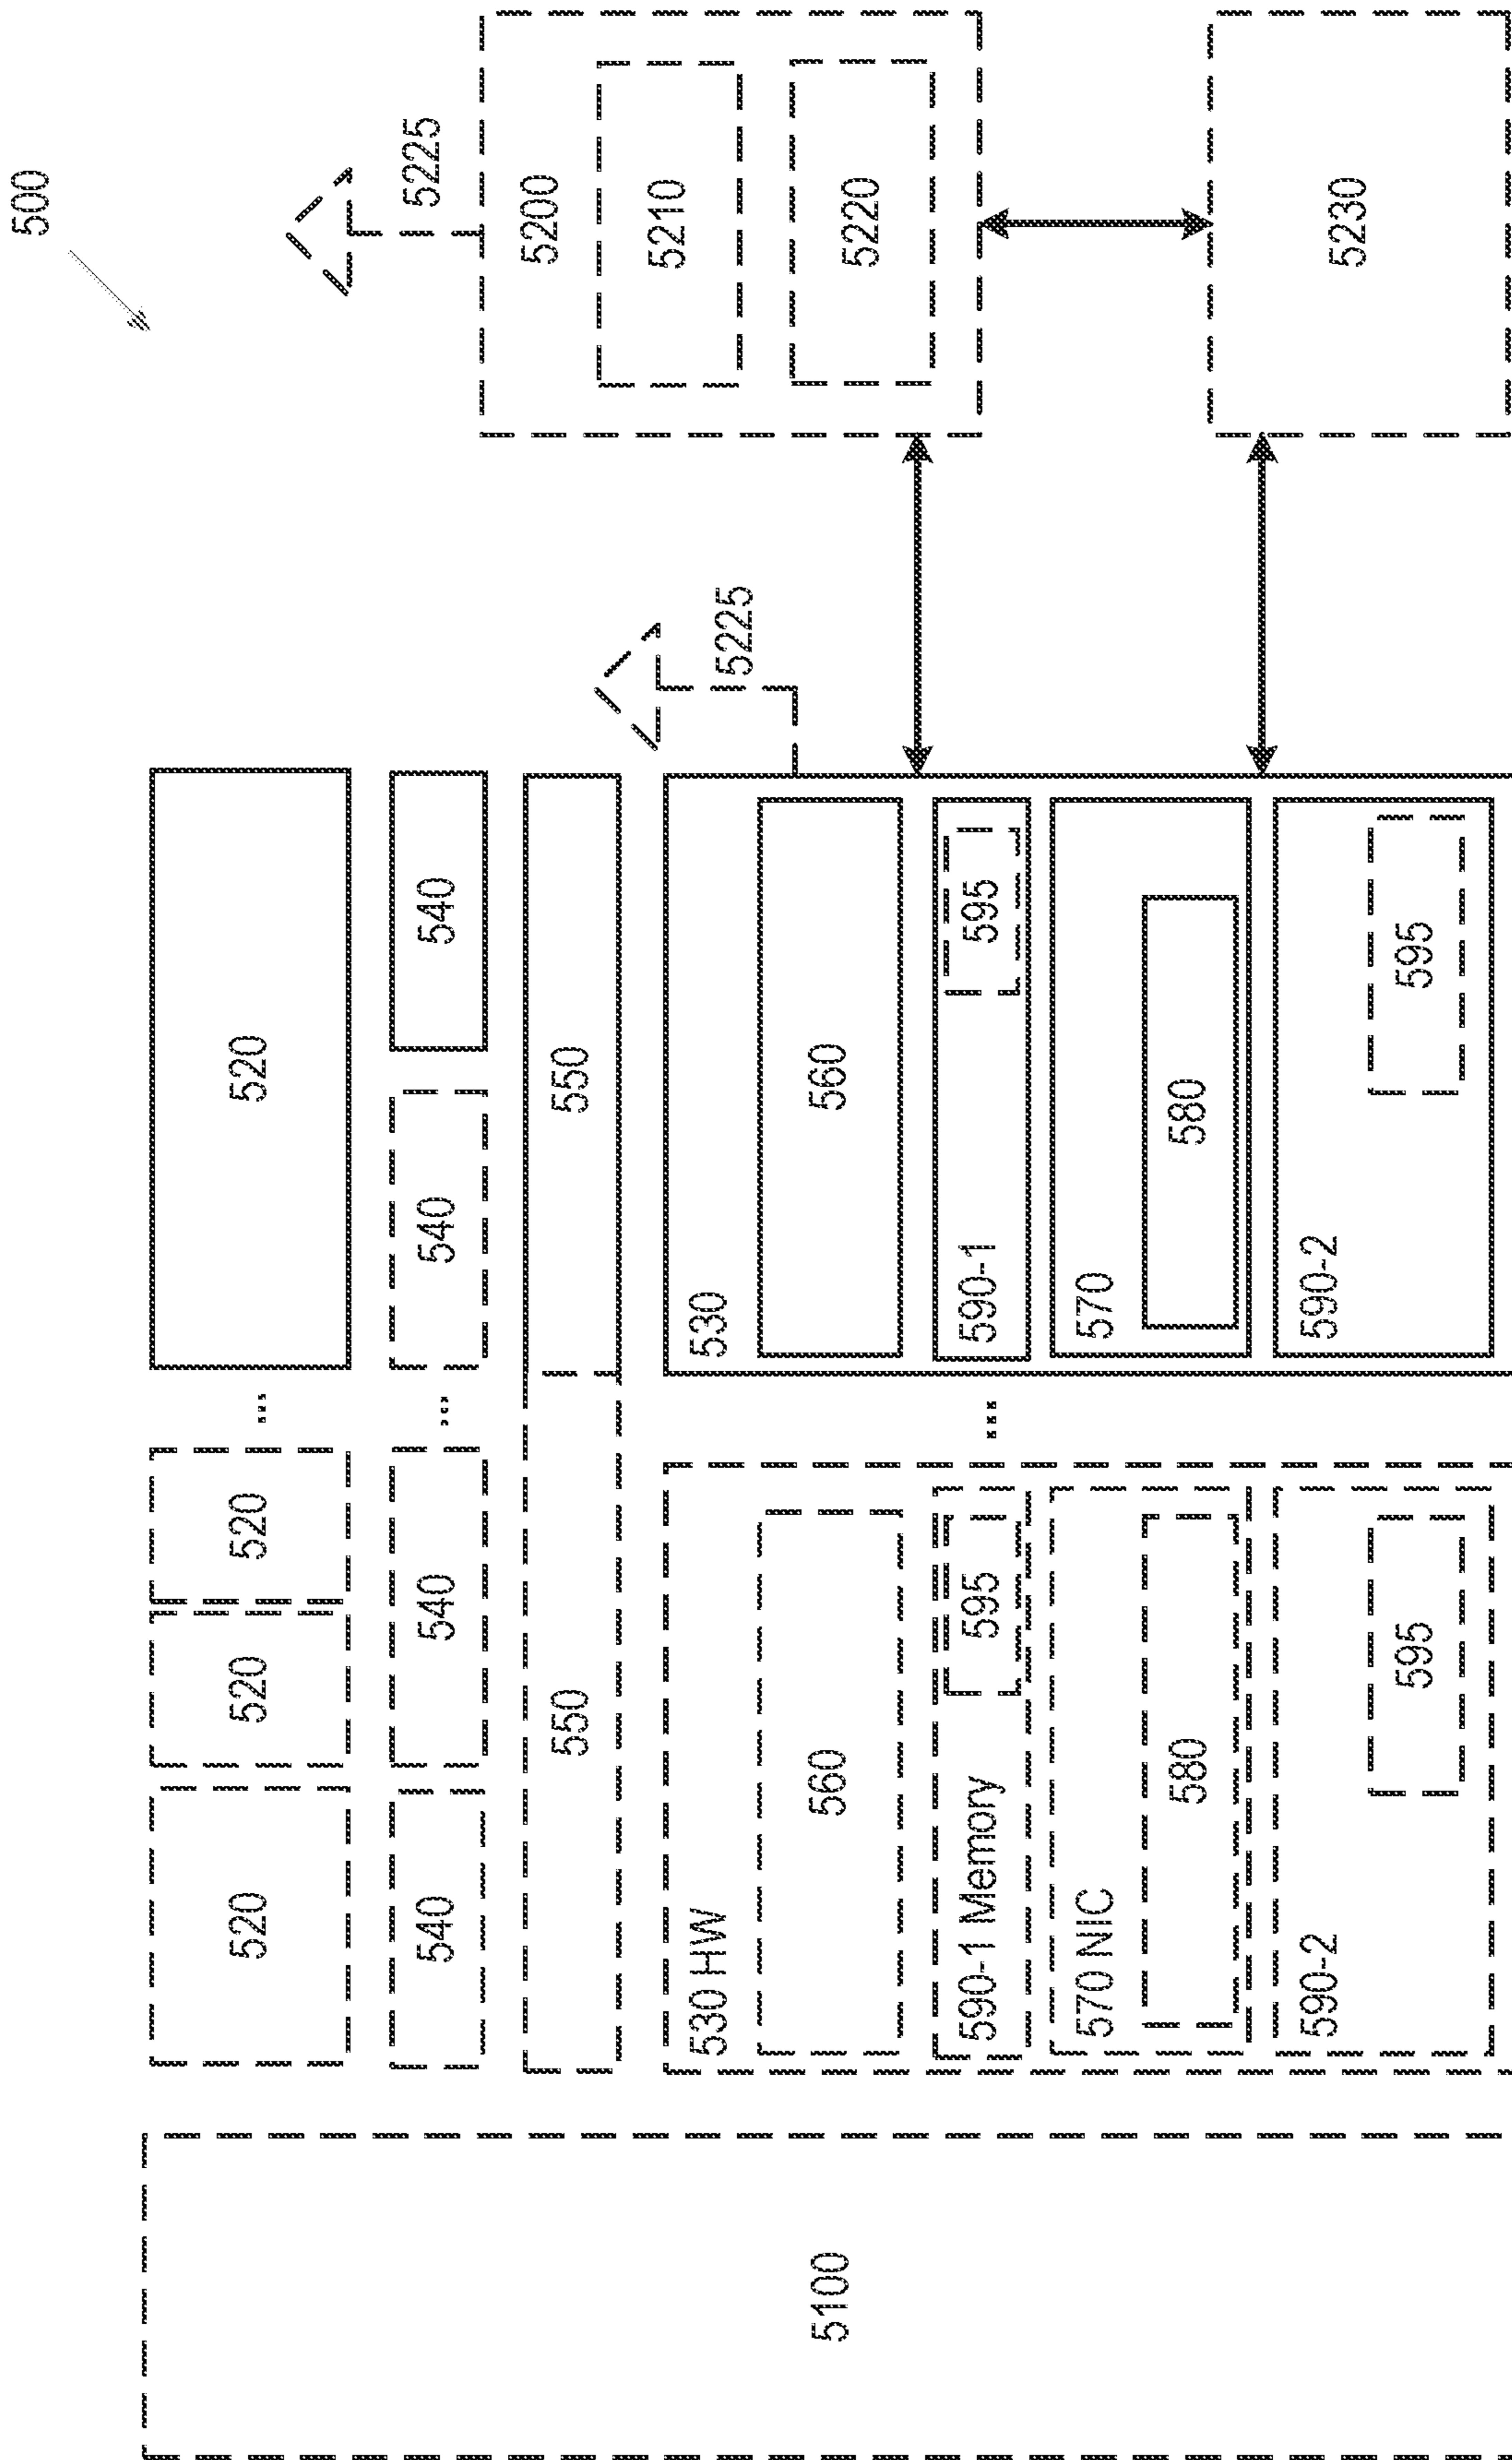 500
520 520 520 ... 520
540 540 ... 540 540 5225
5200
550 550
5210
530 HW 530 5225
5100 560 560 5220
590-1 Memory 595 ... 590-1 595
570 NIC 570
580 580
590-2 590-2 5230
595 595